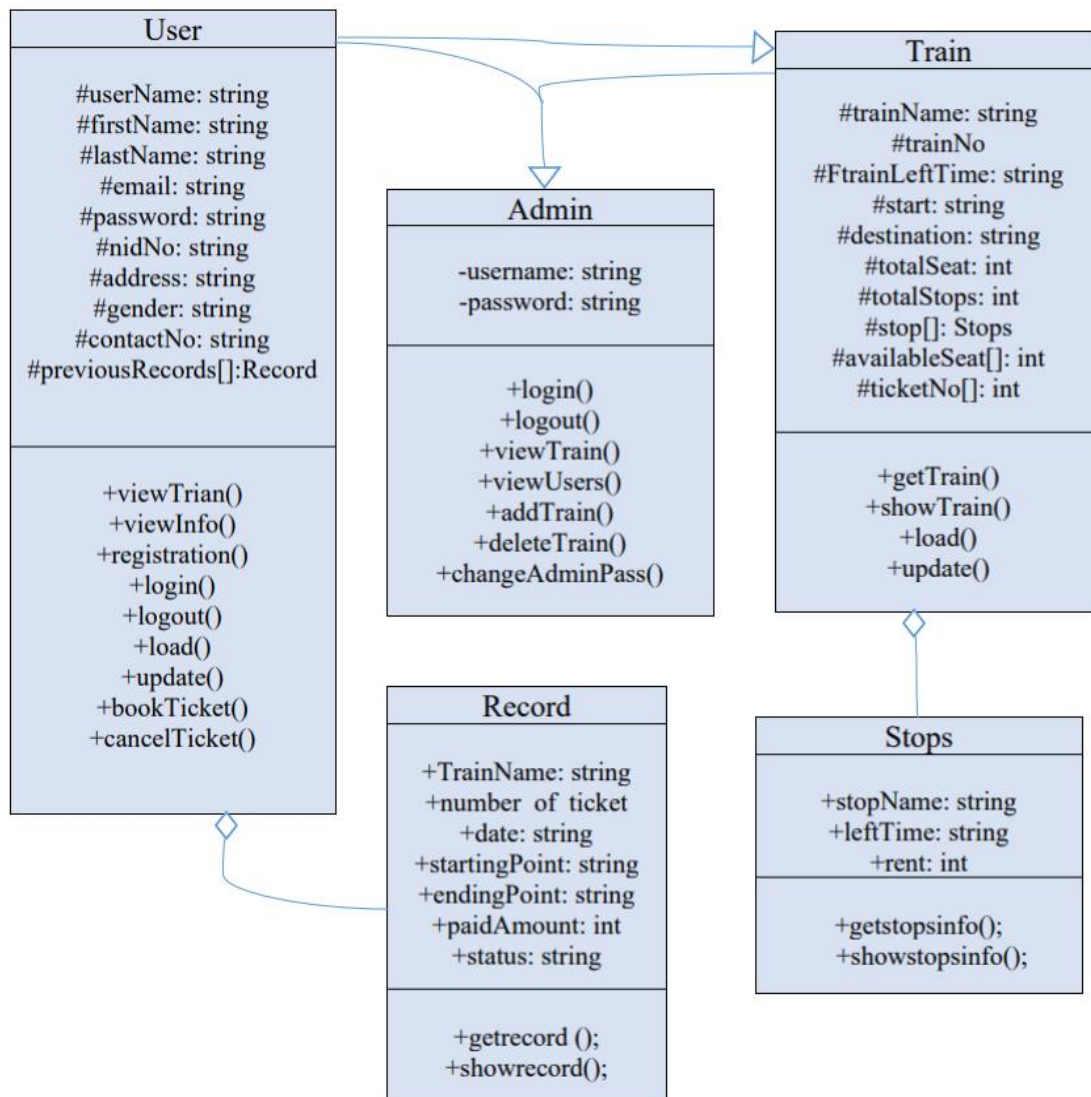 User
#userName: string
#firstName: string
#lastName: string
#email: string
#password: string
#nidNo: string
#address: string
#gender: string
#contactNo: string
#previousRecords[]:Record
+viewTrian()
+viewInfo()
+registration()
+login()
+logout()
+load()
+update()
+bookTicket()
+cancelTicket()
Admin
-username: string
-password: string
+login()
+logout()
+viewTrain()
+viewUsers()
+addTrain()
+deleteTrain()
+changeAdminPass()
Train
#trainName: string
#trainNo
#FtrainLeftTime: string
#start: string
#destination: string
#totalSeat: int
#totalStops: int
#stop[]: Stops
#availableSeat[]: int
#ticketNo[]: int
+getTrain()
+showTrain()
+load()
+update()
Record
+TrainName: string
+number of ticket
+date: string
+startingPoint: string
+endingPoint: string
+paidAmount: int
+status: string
+getrecord ();
+showrecord();
Stops
+stopName: string
+leftTime: string
+rent: int
+getstopsinfo();
+showstopsinfo();